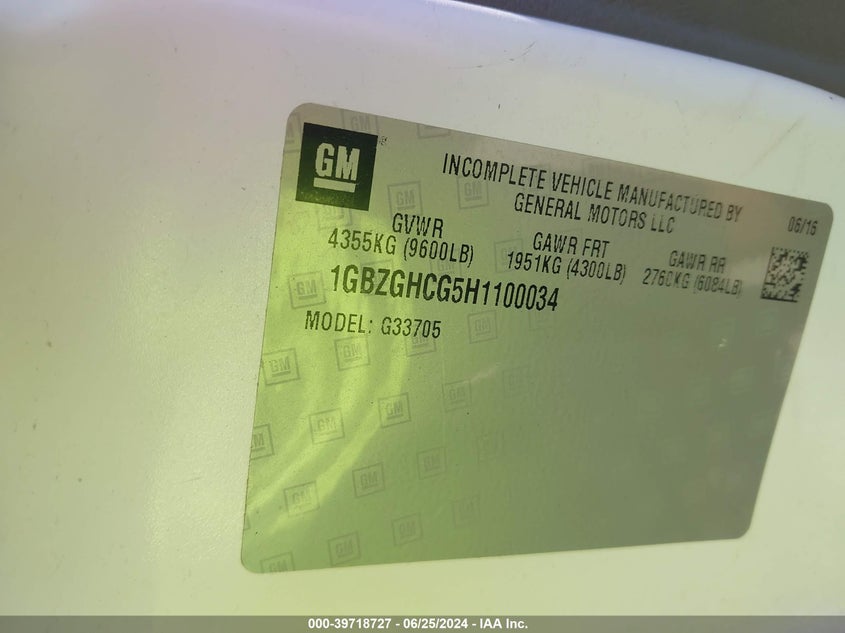 GM
INCOMPLETE VEHICLE MANUFACTURED BY
GENERAL MOTORS LLC
06/16
GVWR
4355KG (9600LB)
GAWR FRT
1951KG (4300LB)
GAWR RR
2760KG (6084LB)
1GBZGHCG5H1100034
MODEL: G33705
000-39718727 - 06/25/2024 - IAA Inc.